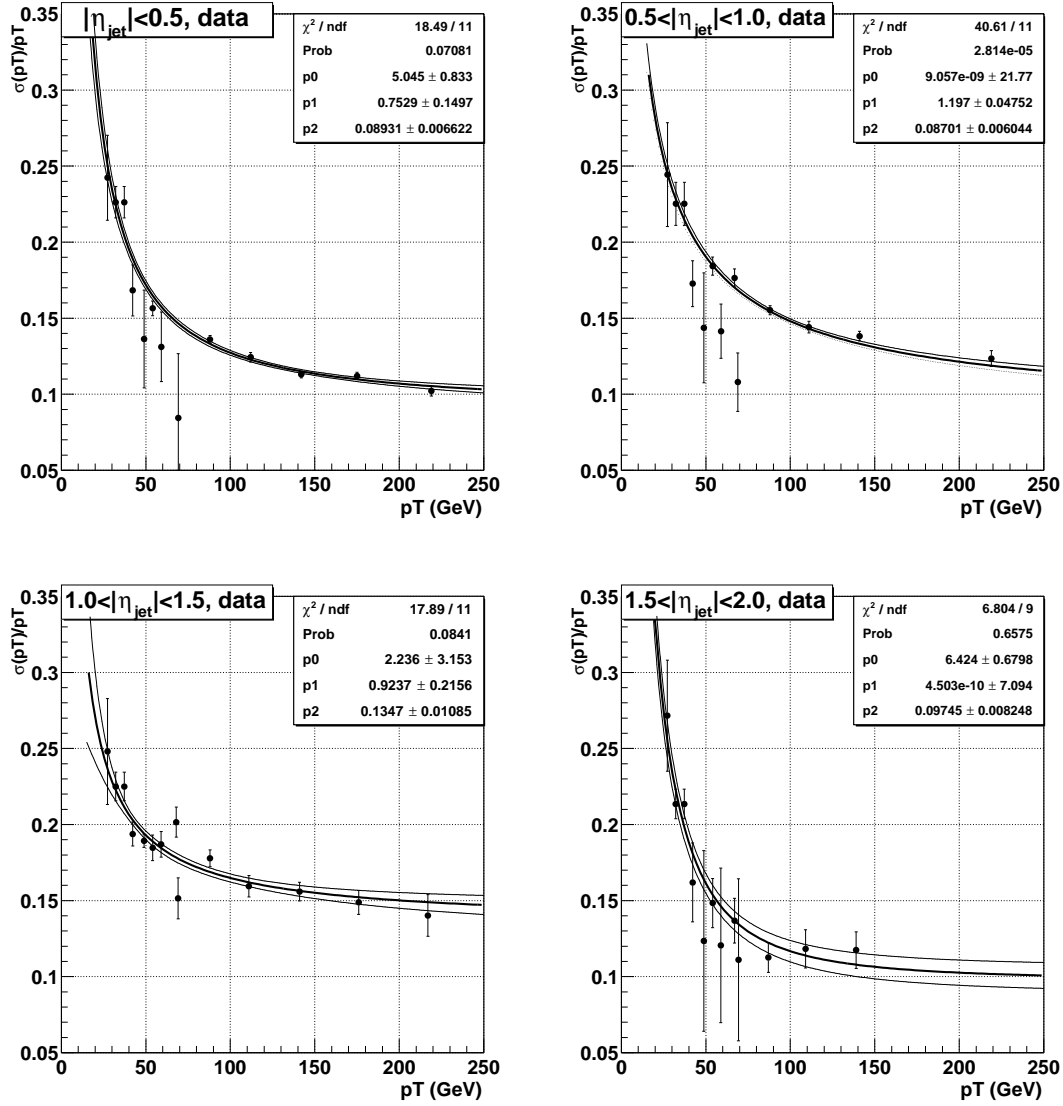 |η_jet|<0.5, data
χ² / ndf 18.49 / 11
Prob 0.07081
p0 5.045 ± 0.833
p1 0.7529 ± 0.1497
p2 0.08931 ± 0.006622
σ(pT)/pT
0.35
0.3
0.25
0.2
0.15
0.1
0.05
0 50 100 150 200 250
pT (GeV)
0.5<|η_jet|<1.0, data
χ² / ndf 40.61 / 11
Prob 2.814e-05
p0 9.057e-09 ± 21.77
p1 1.197 ± 0.04752
p2 0.08701 ± 0.006044
σ(pT)/pT
0.35
0.3
0.25
0.2
0.15
0.1
0.05
0 50 100 150 200 250
pT (GeV)
1.0<|η_jet|<1.5, data
χ² / ndf 17.89 / 11
Prob 0.0841
p0 2.236 ± 3.153
p1 0.9237 ± 0.2156
p2 0.1347 ± 0.01085
σ(pT)/pT
0.35
0.3
0.25
0.2
0.15
0.1
0.05
0 50 100 150 200 250
pT (GeV)
1.5<|η_jet|<2.0, data
χ² / ndf 6.804 / 9
Prob 0.6575
p0 6.424 ± 0.6798
p1 4.503e-10 ± 7.094
p2 0.09745 ± 0.008248
σ(pT)/pT
0.35
0.3
0.25
0.2
0.15
0.1
0.05
0 50 100 150 200 250
pT (GeV)